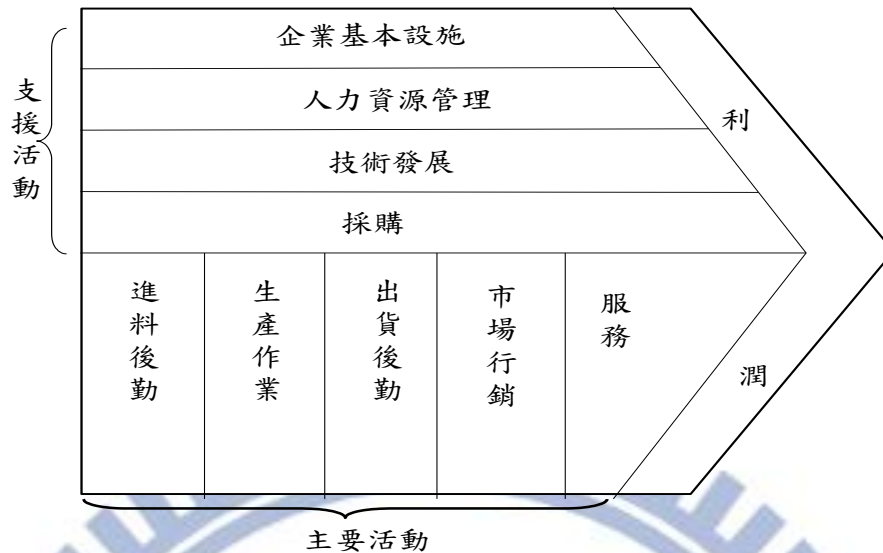 支援活動
企業基本設施
人力資源管理
技術發展
採購
進料後勤
生產作業
出貨後勤
市場行銷
服務
利潤
主要活動